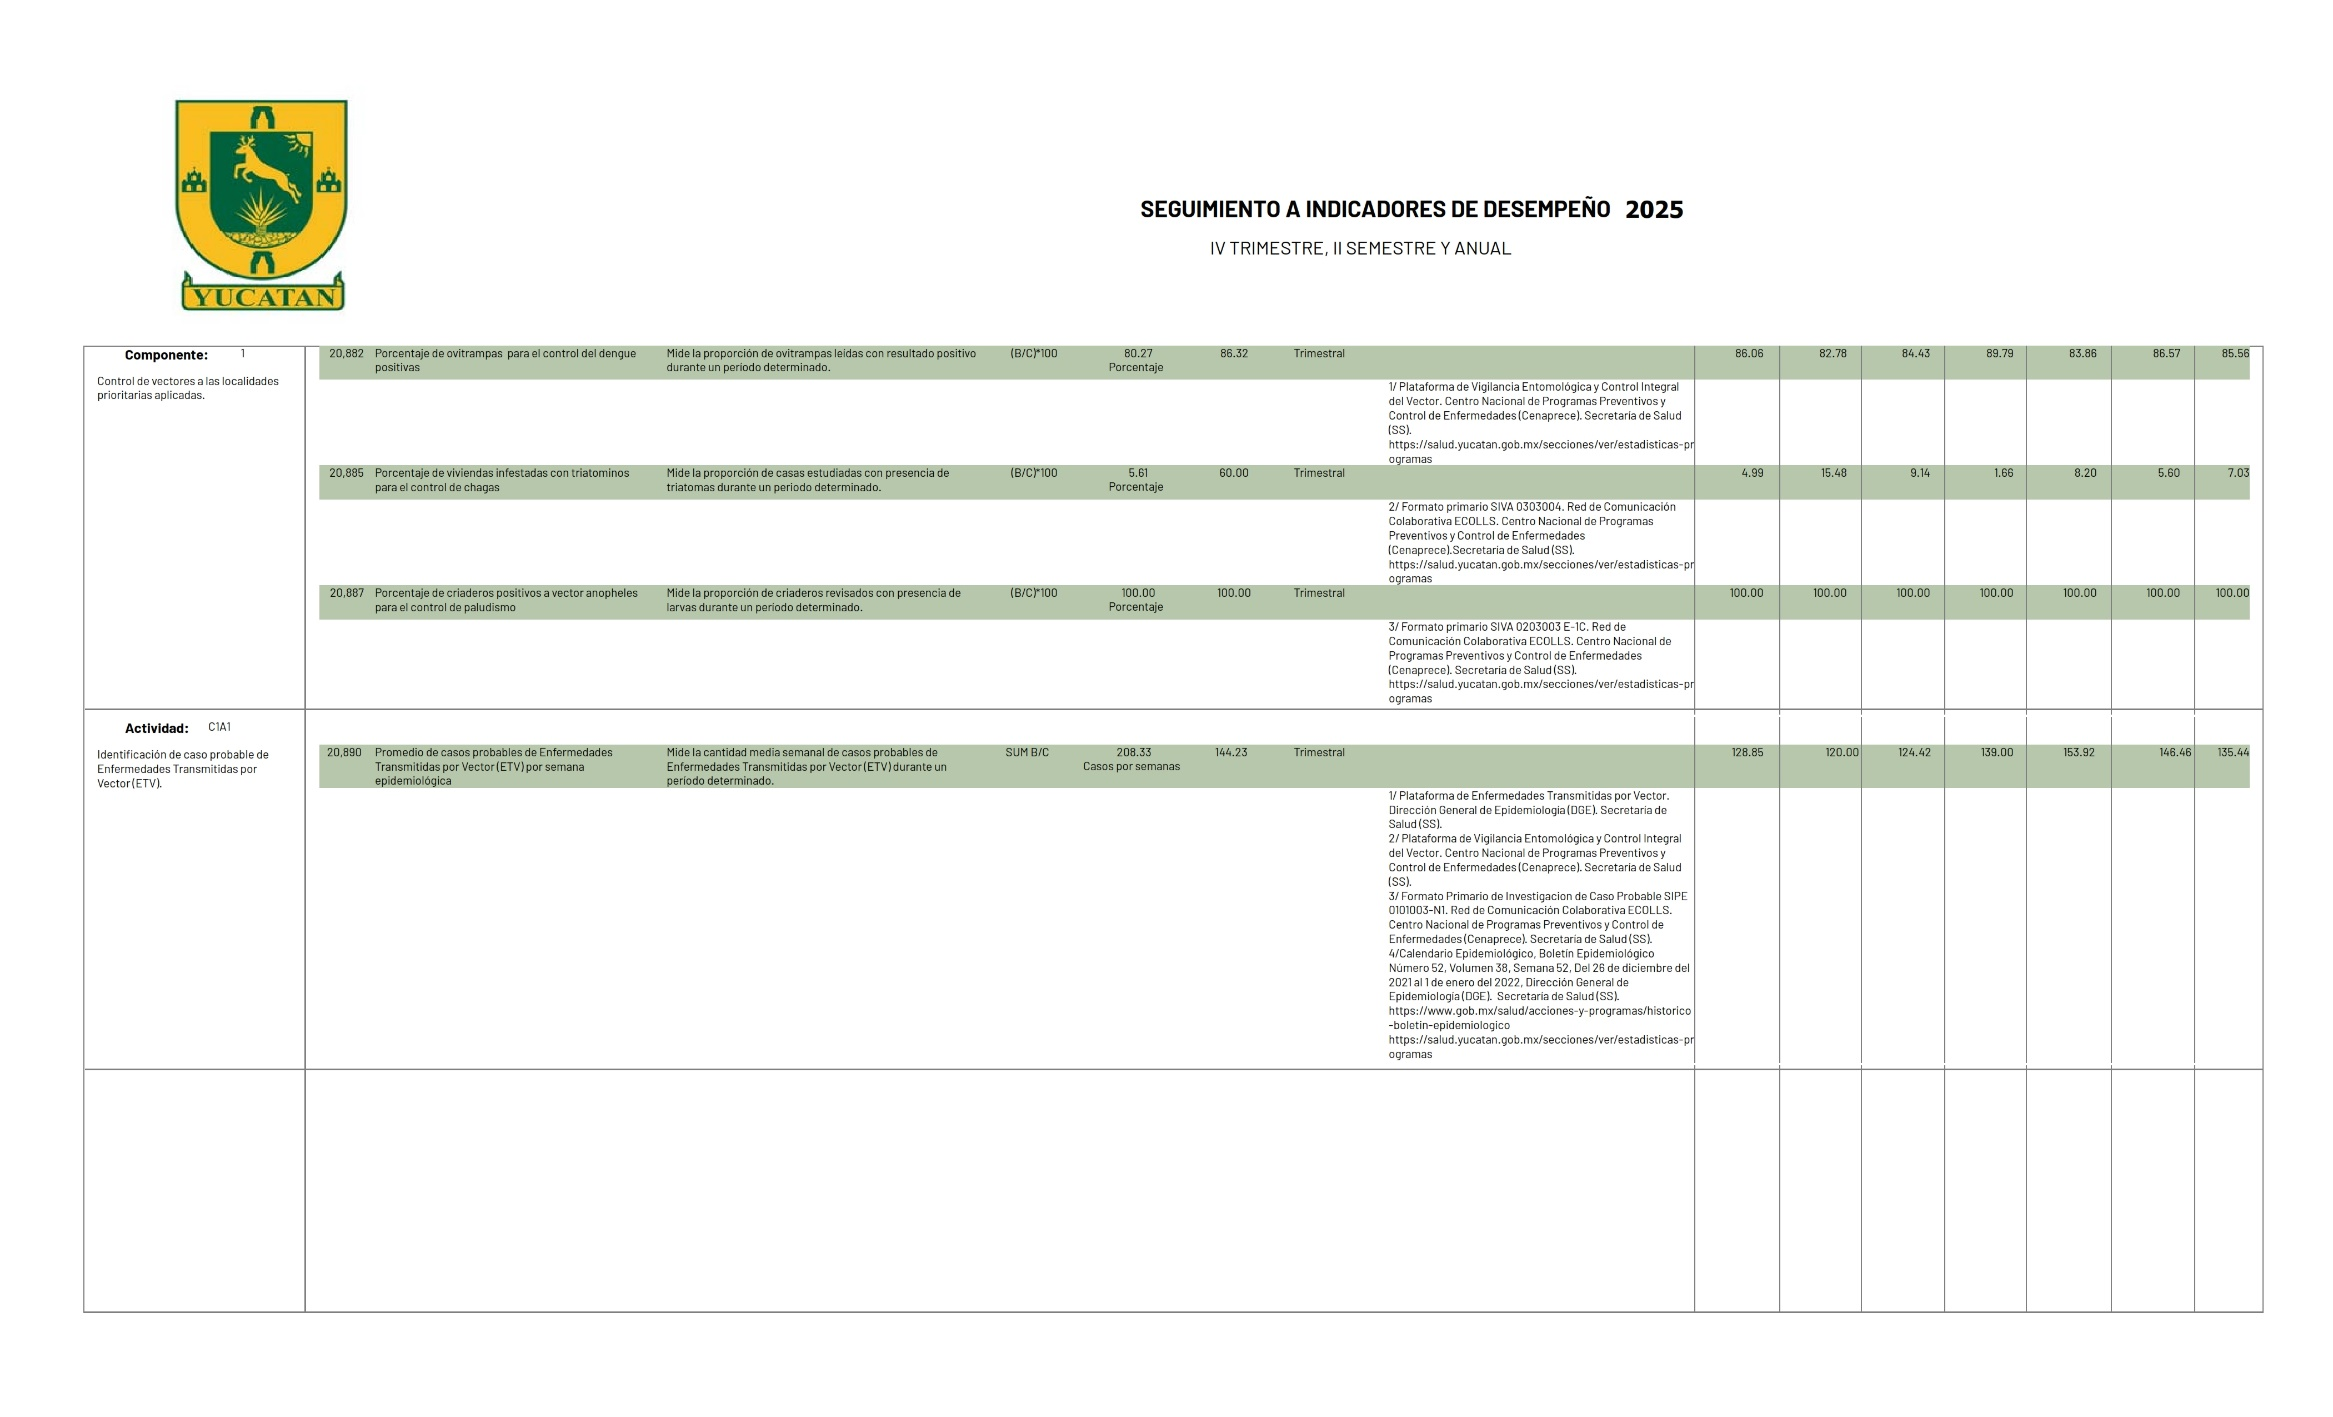 YUCATAN
SEGUIMIENTO A INDICADORES DE DESEMPEÑO 2025
IV TRIMESTRE, II SEMESTRE Y ANUAL
Componente: 1
Control de vectores a las localidades
prioritarias aplicadas.
20,882 Porcentaje de ovitrampas para el control del dengue Mide la proporción de ovitrampas leídas con resultado positivo (B/C)*100 80.27 86.32 Trimestral 86.06 82.78 84.43 89.79 83.86 86.57 85.56
positivas durante un período determinado. Porcentaje
1/ Plataforma de Vigilancia Entomológica y Control Integral
del Vector. Centro Nacional de Programas Preventivos y
Control de Enfermedades (Cenaprece). Secretaría de Salud
(SS).
https://salud.yucatan.gob.mx/secciones/ver/estadisticas-pr
ogramas
20,885 Porcentaje de viviendas infestadas con triatominos Mide la proporción de casas estudiadas con presencia de (B/C)*100 5.61 60.00 Trimestral 4.99 15.48 9.14 1.66 8.20 5.60 7.03
para el control de chagas triatomas durante un periodo determinado. Porcentaje
2/ Formato primario SIVA 0303004. Red de Comunicación
Colaborativa ECOLLS. Centro Nacional de Programas
Preventivos y Control de Enfermedades
(Cenaprece).Secretaría de Salud (SS).
https://salud.yucatan.gob.mx/secciones/ver/estadisticas-pr
ogramas
20,887 Porcentaje de criaderos positivos a vector anopheles Mide la proporción de criaderos revisados con presencia de (B/C)*100 100.00 100.00 Trimestral 100.00 100.00 100.00 100.00 100.00 100.00 100.00
para el control de paludismo larvas durante un período determinado. Porcentaje
3/ Formato primario SIVA 0203003 E-1C. Red de
Comunicación Colaborativa ECOLLS. Centro Nacional de
Programas Preventivos y Control de Enfermedades
(Cenaprece). Secretaría de Salud (SS).
https://salud.yucatan.gob.mx/secciones/ver/estadisticas-pr
ogramas
Actividad: C1A1
Identificación de caso probable de
Enfermedades Transmitidas por
Vector (ETV).
20,890 Promedio de casos probables de Enfermedades Mide la cantidad media semanal de casos probables de SUM B/C 208.33 144.23 Trimestral 128.85 120.00 124.42 139.00 153.92 146.46 135.44
Transmitidas por Vector (ETV) por semana Enfermedades Transmitidas por Vector (ETV) durante un Casos por semanas
epidemiológica período determinado.
1/ Plataforma de Enfermedades Transmitidas por Vector.
Dirección General de Epidemiología (DGE). Secretaría de
Salud (SS).
2/ Plataforma de Vigilancia Entomológica y Control Integral
del Vector. Centro Nacional de Programas Preventivos y
Control de Enfermedades (Cenaprece). Secretaría de Salud
(SS).
3/ Formato Primario de Investigacion de Caso Probable SIPE
0101003-N1. Red de Comunicación Colaborativa ECOLLS.
Centro Nacional de Programas Preventivos y Control de
Enfermedades (Cenaprece). Secretaría de Salud (SS).
4/Calendario Epidemiológico, Boletín Epidemiológico
Número 52, Volumen 38, Semana 52, Del 26 de diciembre del
2021 al 1 de enero del 2022, Dirección General de
Epidemiología (DGE). Secretaría de Salud (SS).
https://www.gob.mx/salud/acciones-y-programas/historico
-boletin-epidemiologico
https://salud.yucatan.gob.mx/secciones/ver/estadisticas-pr
ogramas